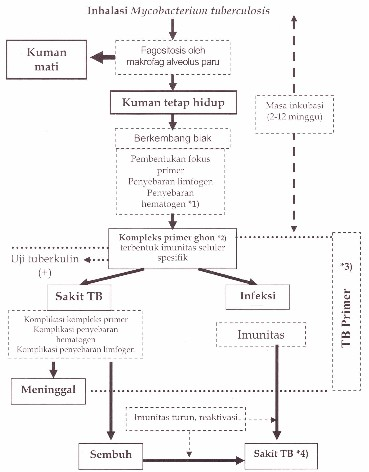 Inhalasi Mycobacterium tuberculosis
Fagositosis oleh
makrofag alveolus paru
Kuman
mati
Kuman tetap hidup
Masa inkubasi
(2-12 minggu)
Berkembang biak
Pembentukan fokus
primer
Penyebaran limfogen
Penyebaran
hematogen *1)
Kompleks primer ghon *2)
terbentuk imunitas seluler
spesifik
Uji tuberkulin
(+)
*3)
TB Primer
Sakit TB
Infeksi
Komplikasi kompleks primer
Komplikasi penyebaran
hematogen
Komplikasi penyebaran limfogen
Imunitas
Meninggal
Imunitas turun, reaktivasi
Sembuh
Sakit TB *4)